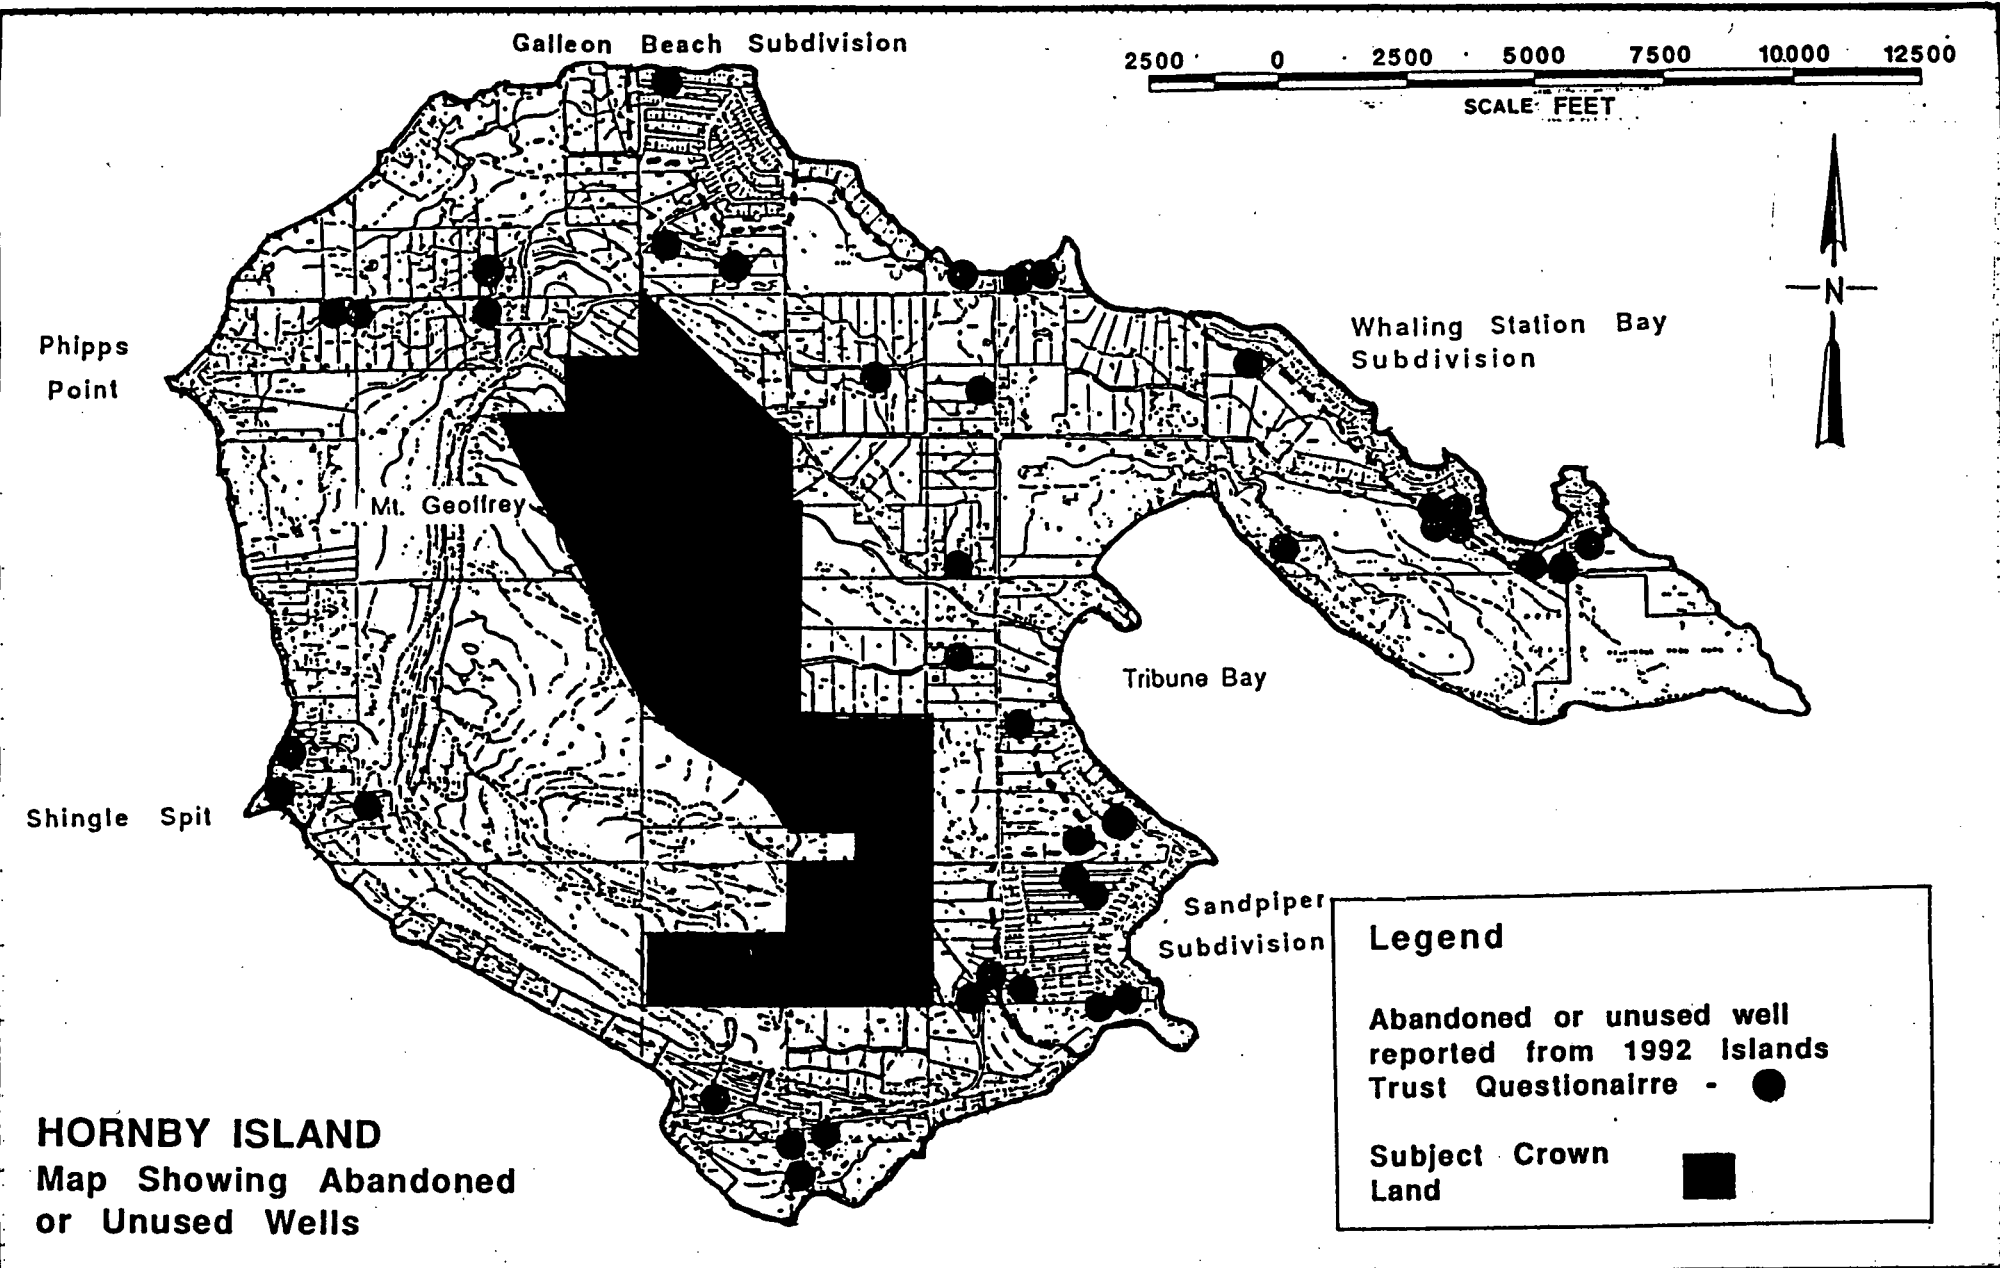 Galleon Beach Subdivision
2500 0 2500 5000 7500 10000 12500
SCALE FEET
N
Whaling Station Bay
Subdivision
Phipps
Point
Mt. Geoffrey
Tribune Bay
Shingle Spit
Sandpiper
Subdivision
Legend
Abandoned or unused well
reported from 1992 Islands
Trust Questionairre -
Subject Crown
Land
HORNBY ISLAND
Map Showing Abandoned
or Unused Wells